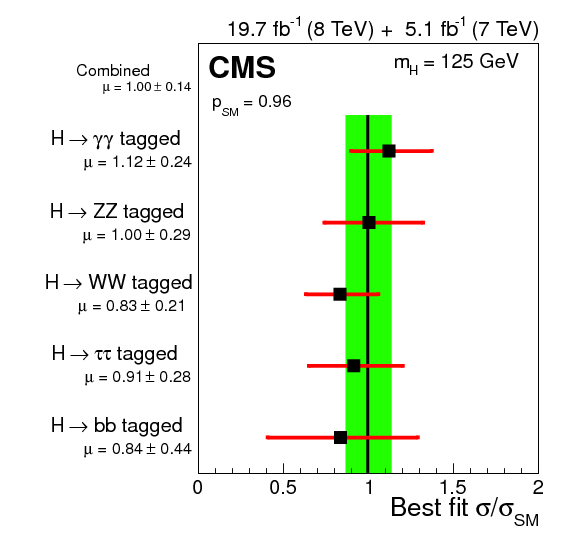 19.7 fb⁻¹ (8 TeV) + 5.1 fb⁻¹ (7 TeV)
CMS
m_H = 125 GeV
p_SM = 0.96
Combined
μ = 1.00 ± 0.14
H → γγ tagged
μ = 1.12 ± 0.24
H → ZZ tagged
μ = 1.00 ± 0.29
H → WW tagged
μ = 0.83 ± 0.21
H → ττ tagged
μ = 0.91 ± 0.28
H → bb tagged
μ = 0.84 ± 0.44
0 0.5 1 1.5 2
Best fit σ/σ_SM